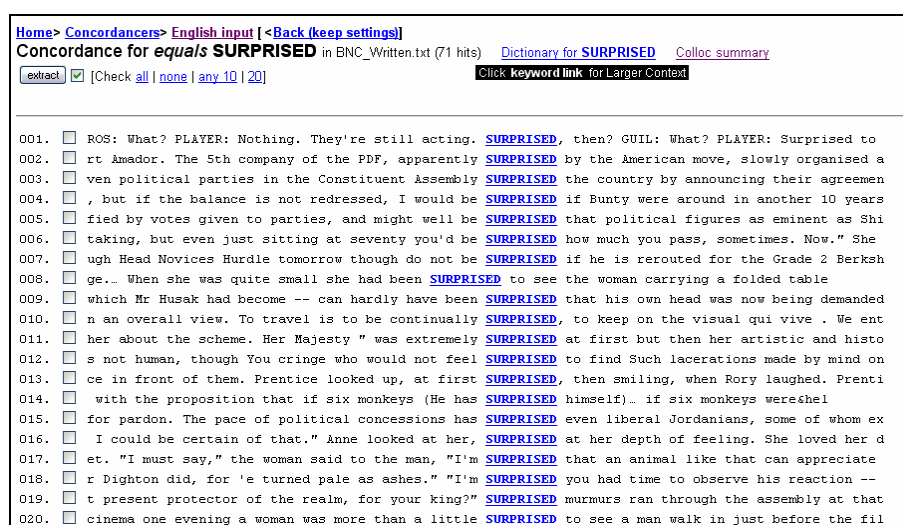 Home> Concordancers> English input [ <Back (keep settings)]
Concordance for equals SURPRISED in BNC_Written.txt (71 hits) Dictionary for SURPRISED Colloc summary
extract [Check all | none | any 10 | 20] Click keyword link for Larger Context
001. ROS: What? PLAYER: Nothing. They're still acting. SURPRISED, then? GUIL: What? PLAYER: Surprised to
002. rt Amador. The 5th company of the PDF, apparently SURPRISED by the American move, slowly organised a
003. ven political parties in the Constituent Assembly SURPRISED the country by announcing their agreemen
004. , but if the balance is not redressed, I would be SURPRISED if Bunty were around in another 10 years
005. fied by votes given to parties, and might well be SURPRISED that political figures as eminent as Shi
006. taking, but even just sitting at seventy you'd be SURPRISED how much you pass, sometimes. Now." She
007. ugh Head Novices Hurdle tomorrow though do not be SURPRISED if he is rerouted for the Grade 2 Berksh
008. ge… When she was quite small she had been SURPRISED to see the woman carrying a folded table
009. which Mr Husak had become -- can hardly have been SURPRISED that his own head was now being demanded
010. n an overall view. To travel is to be continually SURPRISED, to keep on the visual qui vive . We ent
011. her about the scheme. Her Majesty " was extremely SURPRISED at first but then her artistic and histo
012. s not human, though You cringe who would not feel SURPRISED to find Such lacerations made by mind on
013. ce in front of them. Prentice looked up, at first SURPRISED, then smiling, when Rory laughed. Prenti
014. with the proposition that if six monkeys (He has SURPRISED himself)… if six monkeys were&hel
015. for pardon. The pace of political concessions has SURPRISED even liberal Jordanians, some of whom ex
016. I could be certain of that." Anne looked at her, SURPRISED at her depth of feeling. She loved her d
017. et. "I must say," the woman said to the man, "I'm SURPRISED that an animal like that can appreciate
018. r Dighton did, for 'e turned pale as ashes." "I'm SURPRISED you had time to observe his reaction --
019. t present protector of the realm, for your king?" SURPRISED murmurs ran through the assembly at that
020. cinema one evening a woman was more than a little SURPRISED to see a man walk in just before the fil